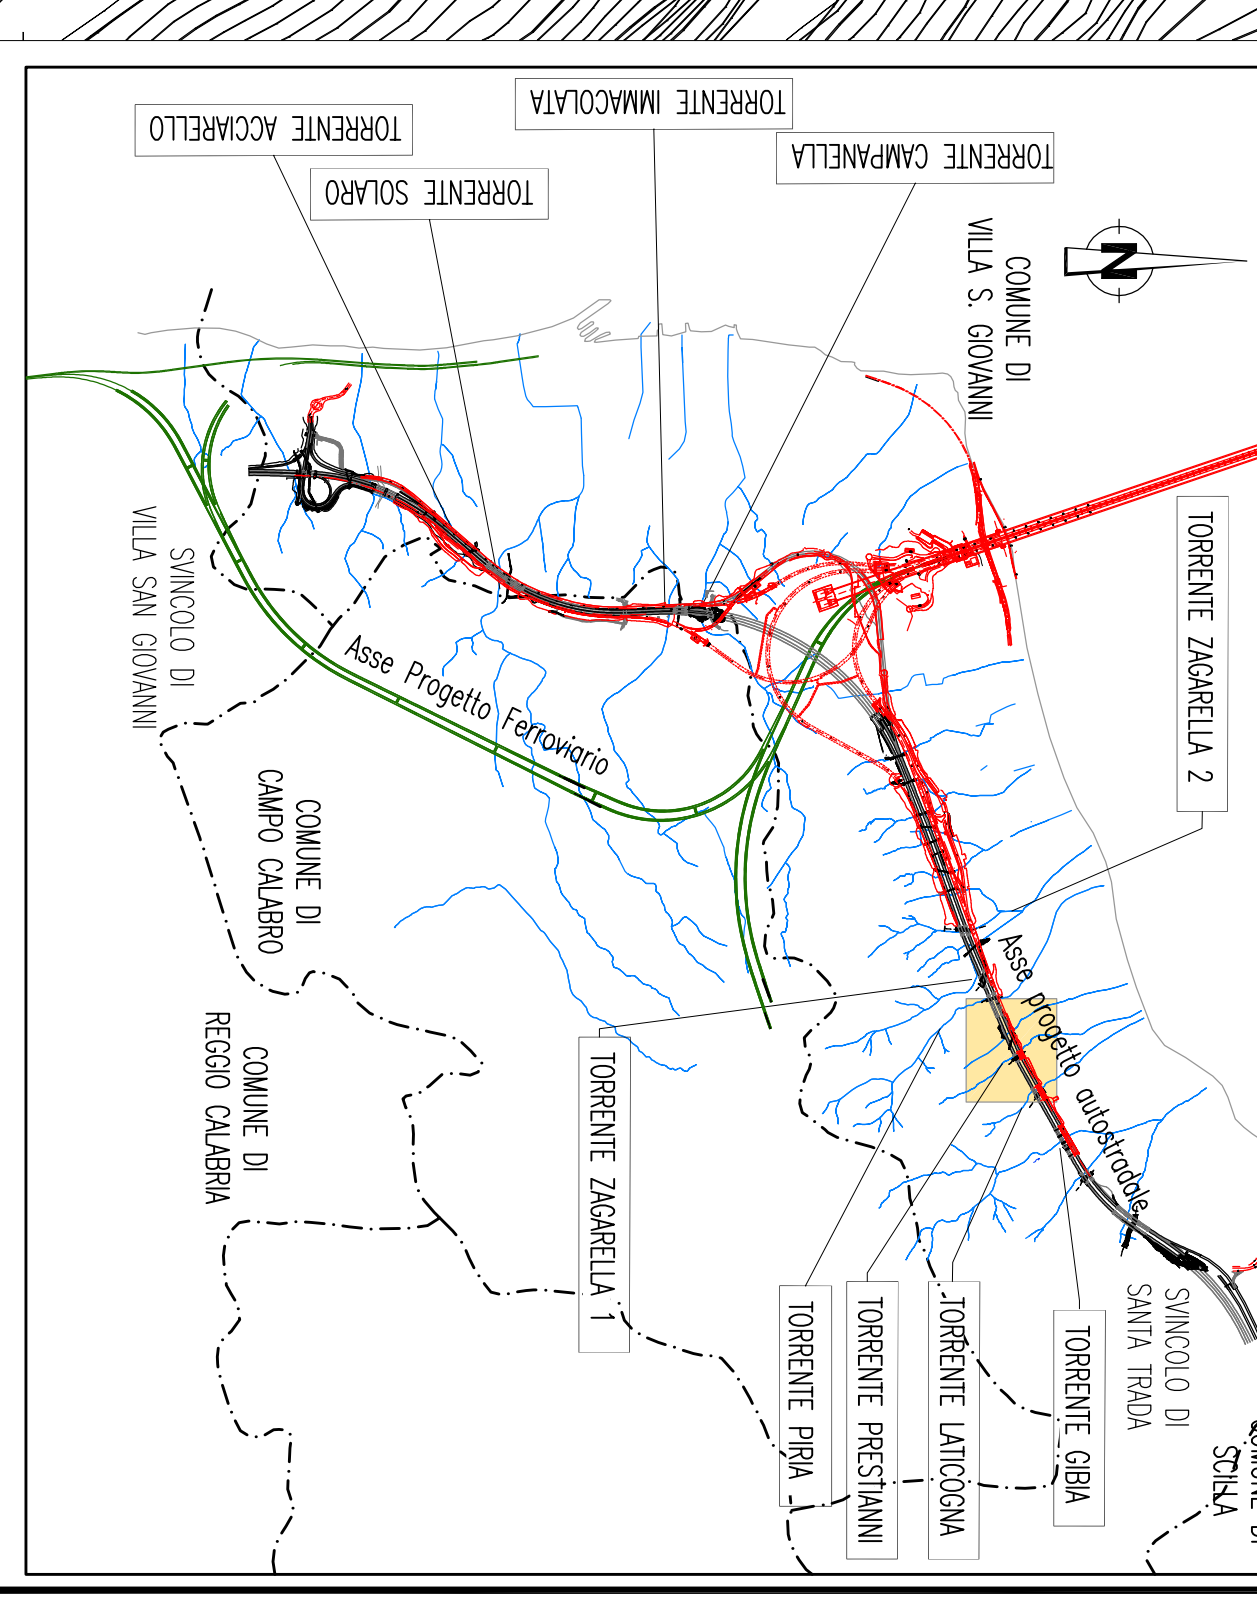 TORRENTE ACCIARELLO
TORRENTE IMMACOLATA
TORRENTE SOLARO
TORRENTE CAMPANELLA
COMUNE DI
VILLA S. GIOVANNI
N
TORRENTE ZAGARELLA 2
SVINCOLO DI
VILLA SAN GIOVANNI
Asse Progetto Ferroviario
COMUNE DI
CAMPO CALABRO
Asse progetto autostradale
COMUNE DI
REGGIO CALABRIA
TORRENTE ZAGARELLA 1
TORRENTE PIRIA
TORRENTE PRESTIANNI
TORRENTE LATICOGNA
TORRENTE GIBIA
SVINCOLO DI
SANTA TRADA
COMUNE DI
SCILLA